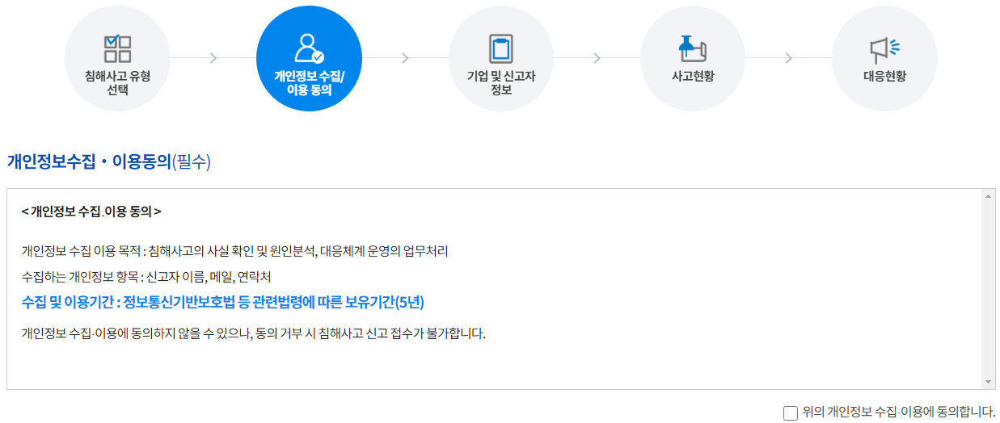 침해사고 유형
선택
개인정보 수집/
이용 동의
기업 및 신고자
정보
사고현황
대응현황
개인정보수집・이용동의(필수)
< 개인정보 수집.이용 동의 >
개인정보 수집 이용 목적 : 침해사고의 사실 확인 및 원인분석, 대응체계 운영의 업무처리
수집하는 개인정보 항목 : 신고자 이름, 메일, 연락처
수집 및 이용기간 : 정보통신기반보호법 등 관련법령에 따른 보유기간(5년)
개인정보 수집·이용에 동의하지 않을 수 있으나, 동의 거부 시 침해사고 신고 접수가 불가합니다.
위의 개인정보 수집·이용에 동의합니다.